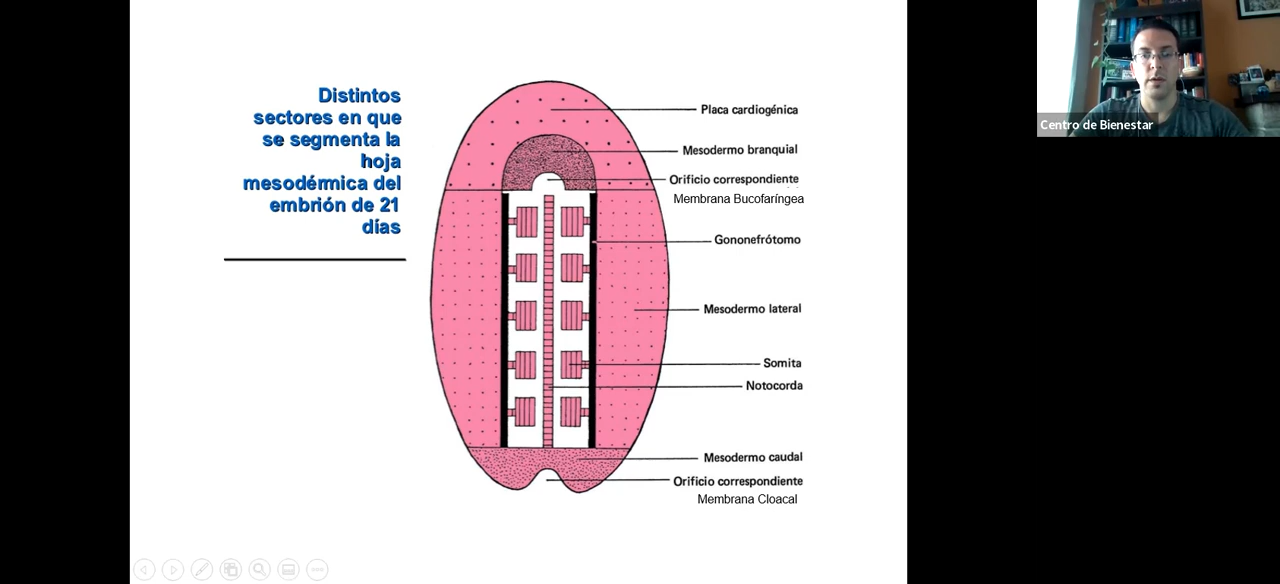 Distintos
sectores en que
se segmenta la
hoja
mesodérmica del
embrión de 21
días
Placa cardiogénica
Mesodermo branquial
Orificio correspondiente
Membrana Bucofaríngea
Gononefrótomo
Mesodermo lateral
Somita
Notocorda
Mesodermo caudal
Orificio correspondiente
Membrana Cloacal
Centro de Bienestar